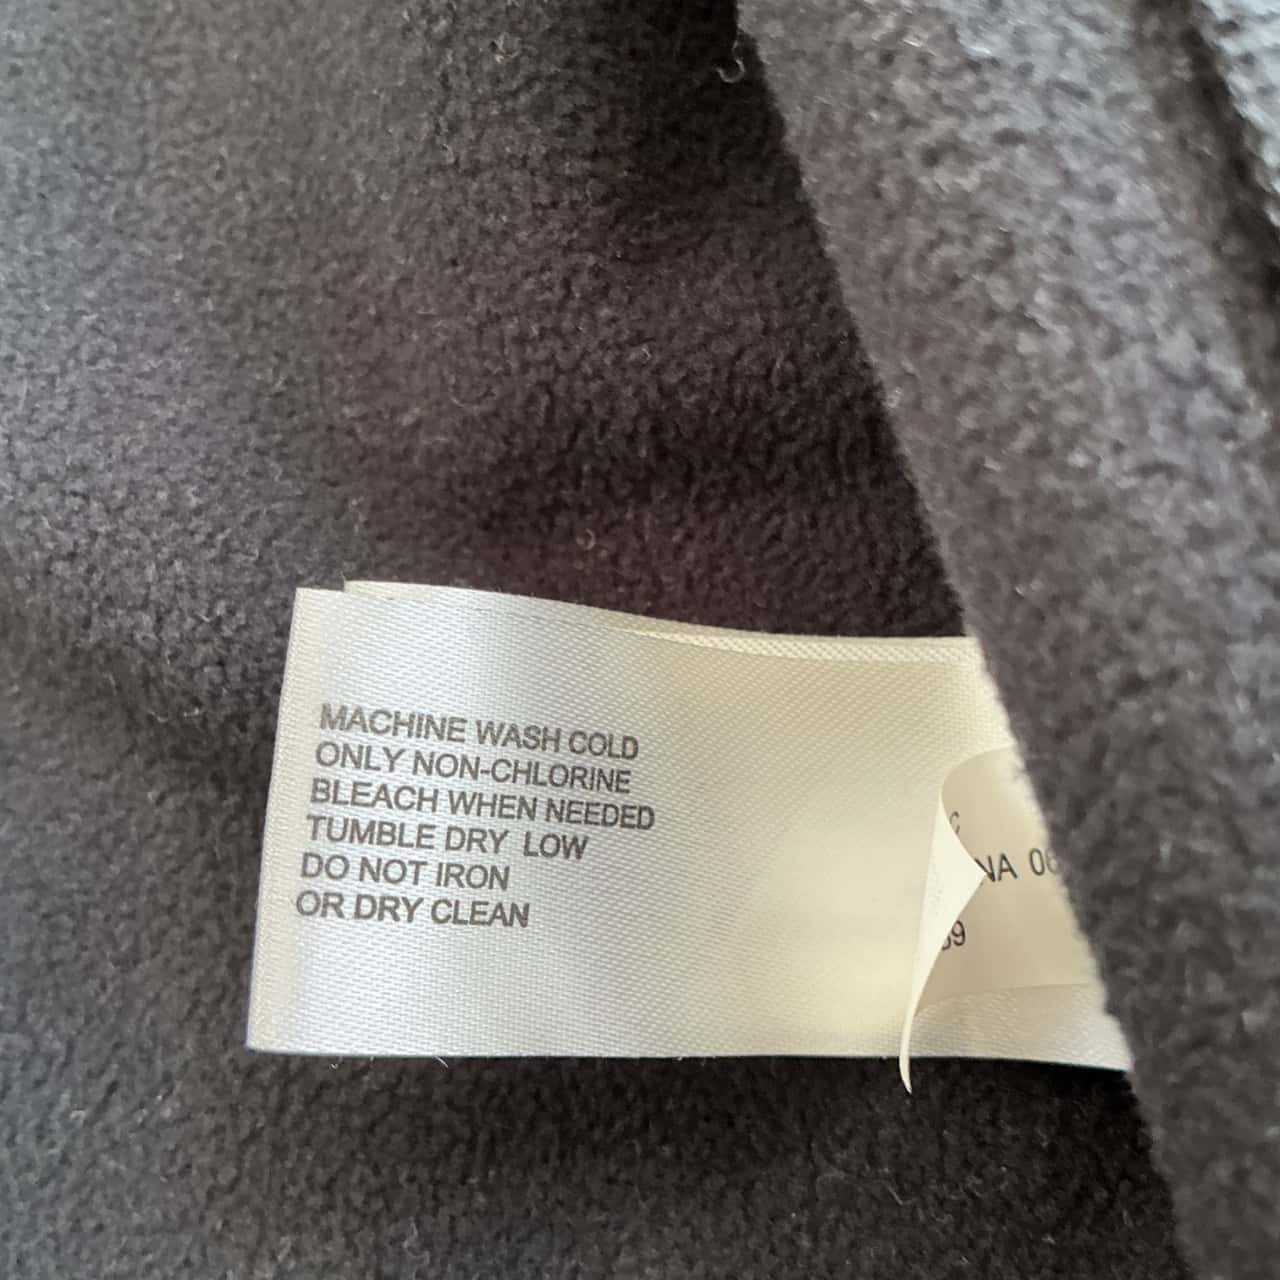 MACHINE WASH COLD
ONLY NON-CHLORINE
BLEACH WHEN NEEDED
TUMBLE DRY LOW
DO NOT IRON
OR DRY CLEAN